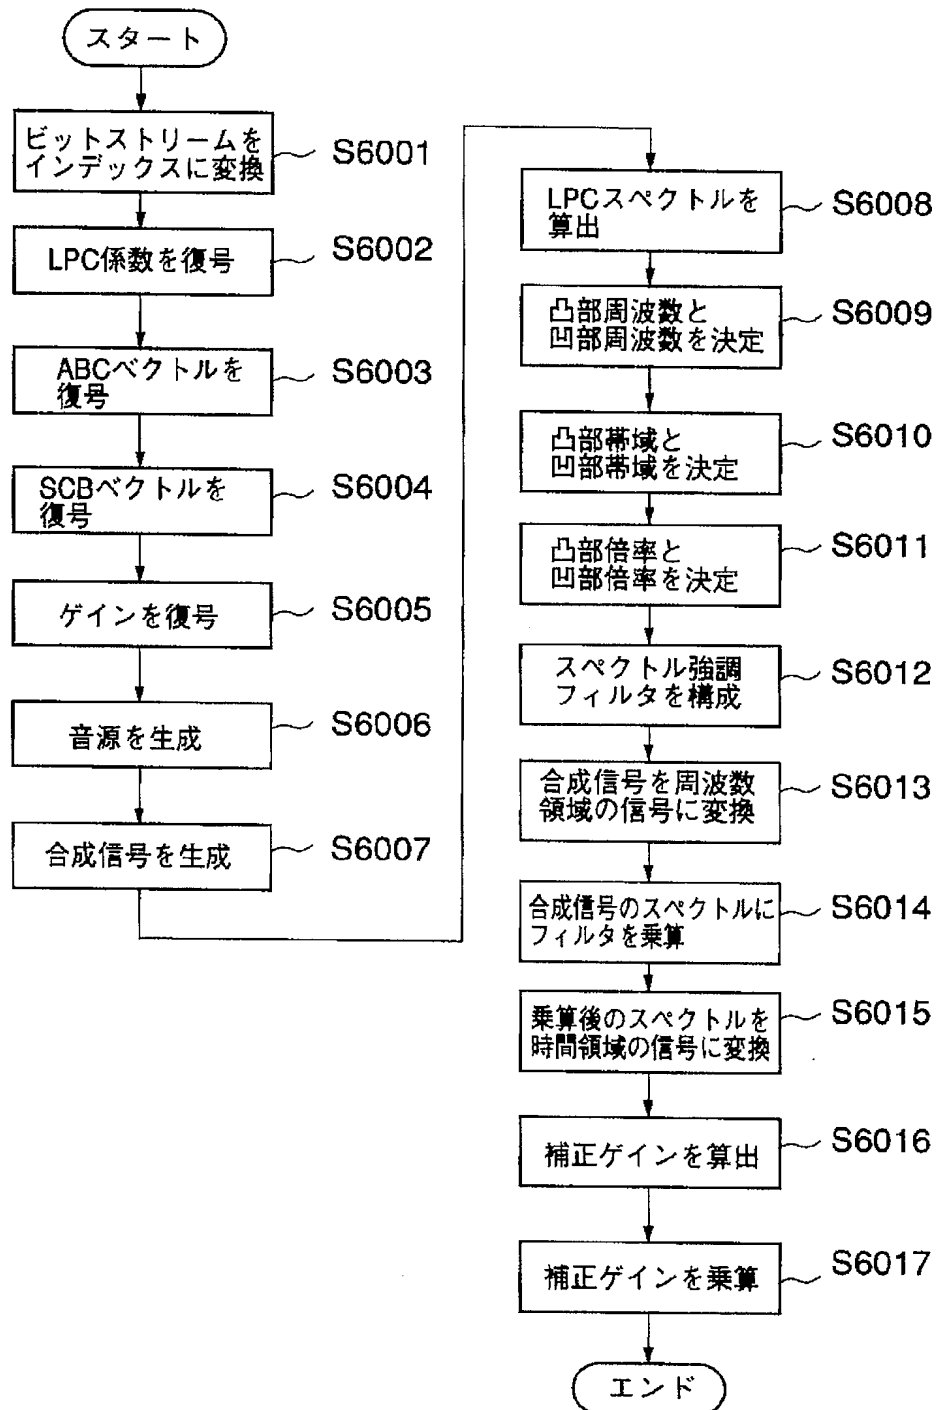 スタート
ビットストリームを
インデックスに変換
S6001
LPC係数を復号
S6002
ABCベクトルを
復号
S6003
SCBベクトルを
復号
S6004
ゲインを復号
S6005
音源を生成
S6006
合成信号を生成
S6007
LPCスペクトルを
算出
S6008
凸部周波数と
凹部周波数を決定
S6009
凸部帯域と
凹部帯域を決定
S6010
凸部倍率と
凹部倍率を決定
S6011
スペクトル強調
フィルタを構成
S6012
合成信号を周波数
領域の信号に変換
S6013
合成信号のスペクトルに
フィルタを乗算
S6014
乗算後のスペクトルを
時間領域の信号に変換
S6015
補正ゲインを算出
S6016
補正ゲインを乗算
S6017
エンド